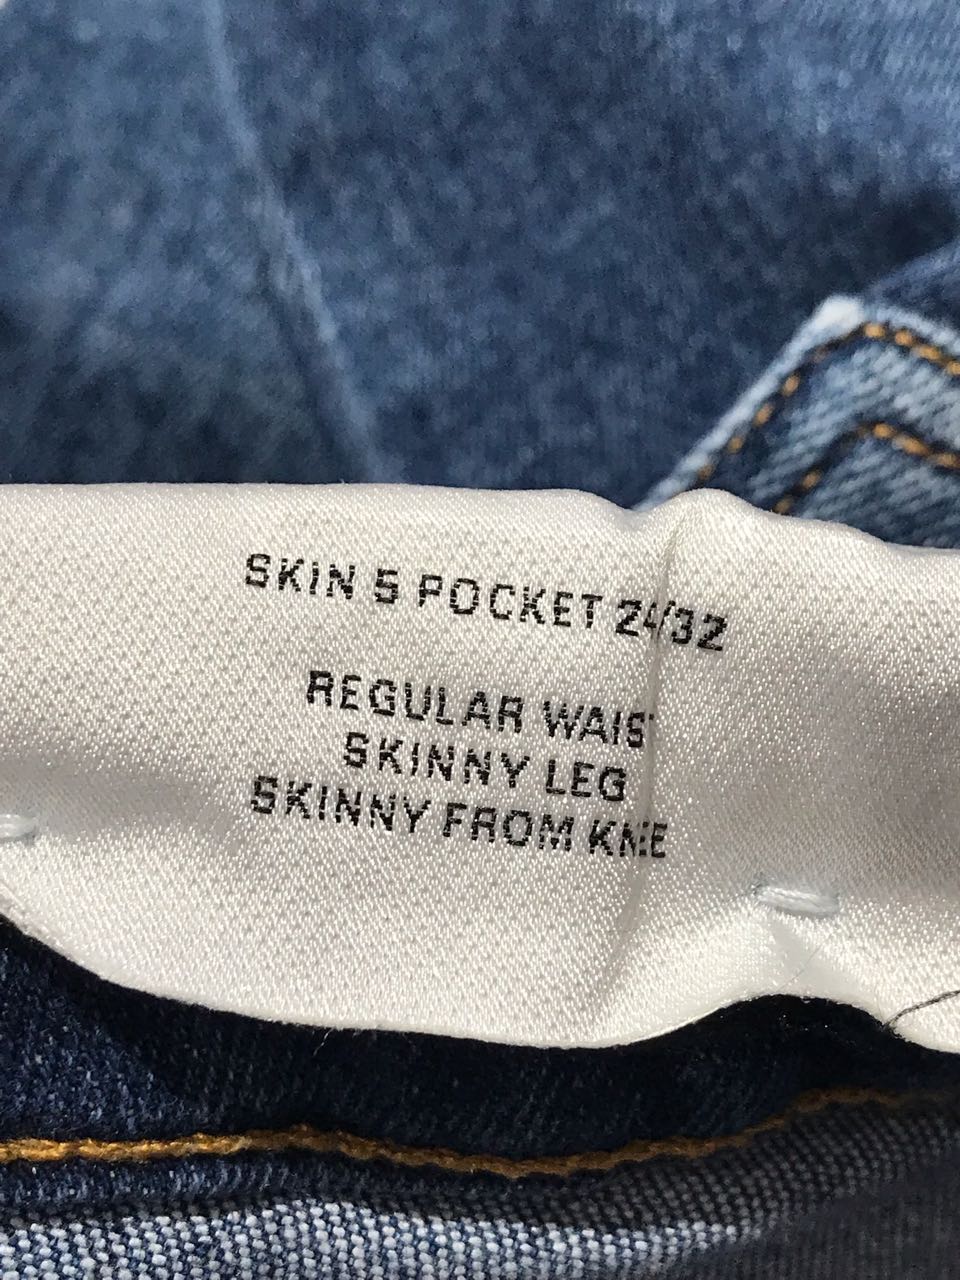 SKIN 5 POCKET 24/32
REGULAR WAIST
SKINNY LEG
SKINNY FROM KNEE